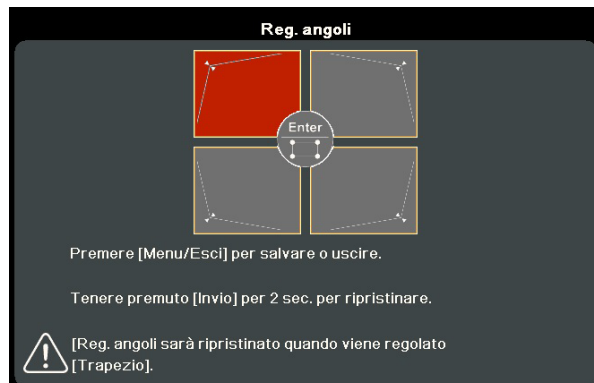 Reg. angoli
Enter
Premere [Menu/Esci] per salvare o uscire.
Tenere premuto [Invio] per 2 sec. per ripristinare.
[Reg. angoli sarà ripristinato quando viene regolato
[Trapezio].